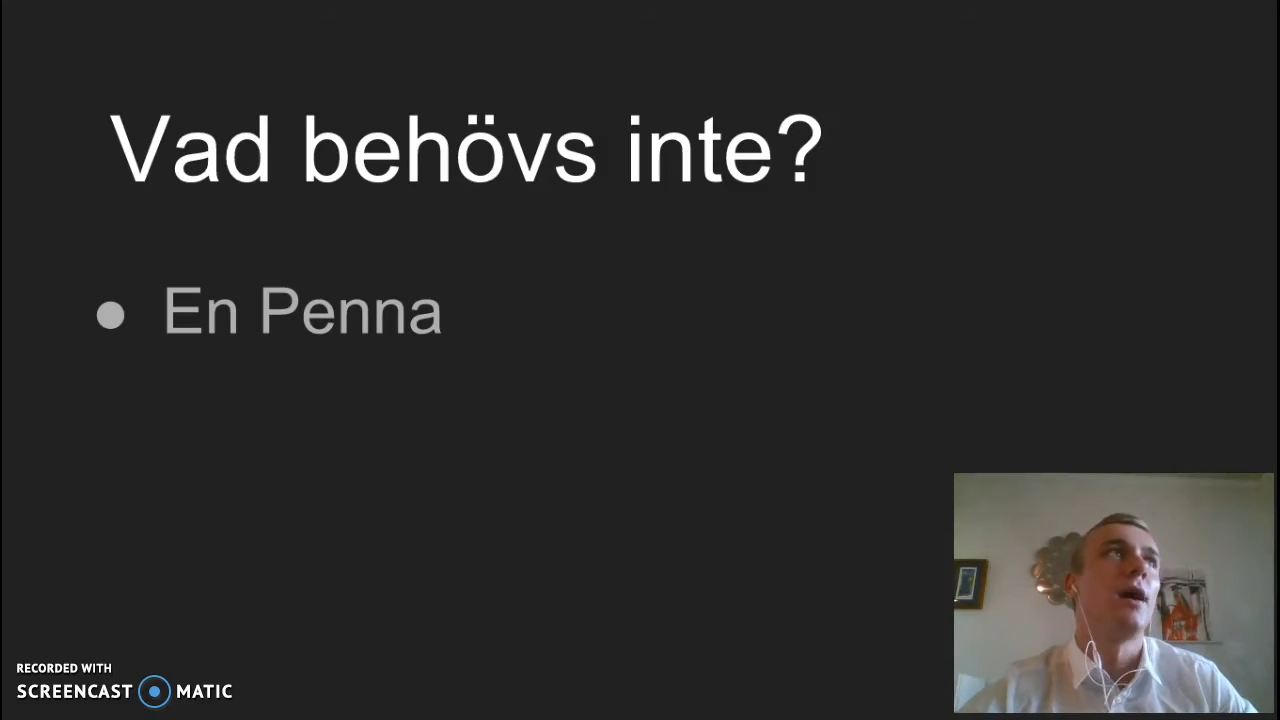 Vad behövs inte?
● En Penna
RECORDED WITH
SCREENCAST MATIC